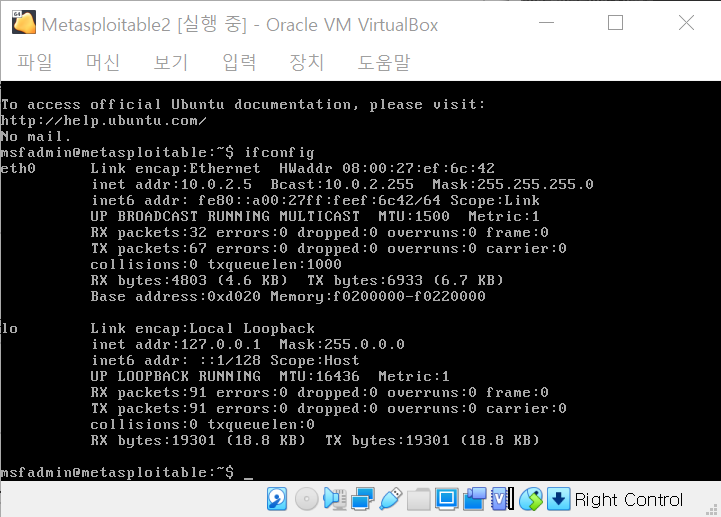 64
Metasploitable2 [실행 중] - Oracle VM VirtualBox
파일 머신 보기 입력 장치 도움말
To access official Ubuntu documentation, please visit:
http://help.ubuntu.com/
No mail.
msfadmin@metasploitable:~$ ifconfig
eth0 Link encap:Ethernet HWaddr 08:00:27:ef:6c:42
inet addr:10.0.2.5 Bcast:10.0.2.255 Mask:255.255.255.0
inet6 addr: fe80::a00:27ff:feef:6c42/64 Scope:Link
UP BROADCAST RUNNING MULTICAST MTU:1500 Metric:1
RX packets:32 errors:0 dropped:0 overruns:0 frame:0
TX packets:67 errors:0 dropped:0 overruns:0 carrier:0
collisions:0 txqueuelen:1000
RX bytes:4803 (4.6 KB) TX bytes:6933 (6.7 KB)
Base address:0xd020 Memory:f0200000-f0220000
lo Link encap:Local Loopback
inet addr:127.0.0.1 Mask:255.0.0.0
inet6 addr: ::1/128 Scope:Host
UP LOOPBACK RUNNING MTU:16436 Metric:1
RX packets:91 errors:0 dropped:0 overruns:0 frame:0
TX packets:91 errors:0 dropped:0 overruns:0 carrier:0
collisions:0 txqueuelen:0
RX bytes:19301 (18.8 KB) TX bytes:19301 (18.8 KB)
msfadmin@metasploitable:~$ _
Right Control